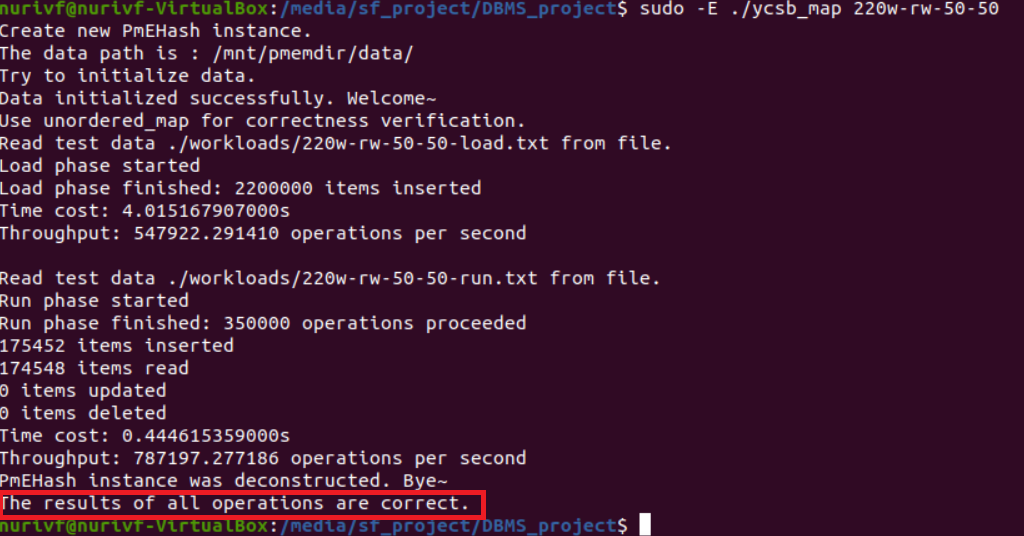 nurivf@nurivf-VirtualBox:/media/sf_project/DBMS_project$ sudo -E ./ycsb_map 220w-rw-50-50
Create new PmEHash instance.
The data path is : /mnt/pmemdir/data/
Try to initialize data.
Data initialized successfully. Welcome~
Use unordered_map for correctness verification.
Read test data ./workloads/220w-rw-50-50-load.txt from file.
Load phase started
Load phase finished: 2200000 items inserted
Time cost: 4.015167907000s
Throughput: 547922.291410 operations per second
Read test data ./workloads/220w-rw-50-50-run.txt from file.
Run phase started
Run phase finished: 350000 operations proceeded
175452 items inserted
174548 items read
0 items updated
0 items deleted
Time cost: 0.444615359000s
Throughput: 787197.277186 operations per second
PmEHash instance was deconstructed. Bye~
The results of all operations are correct.
nurivf@nurivf-VirtualBox:/media/sf_project/DBMS_project$